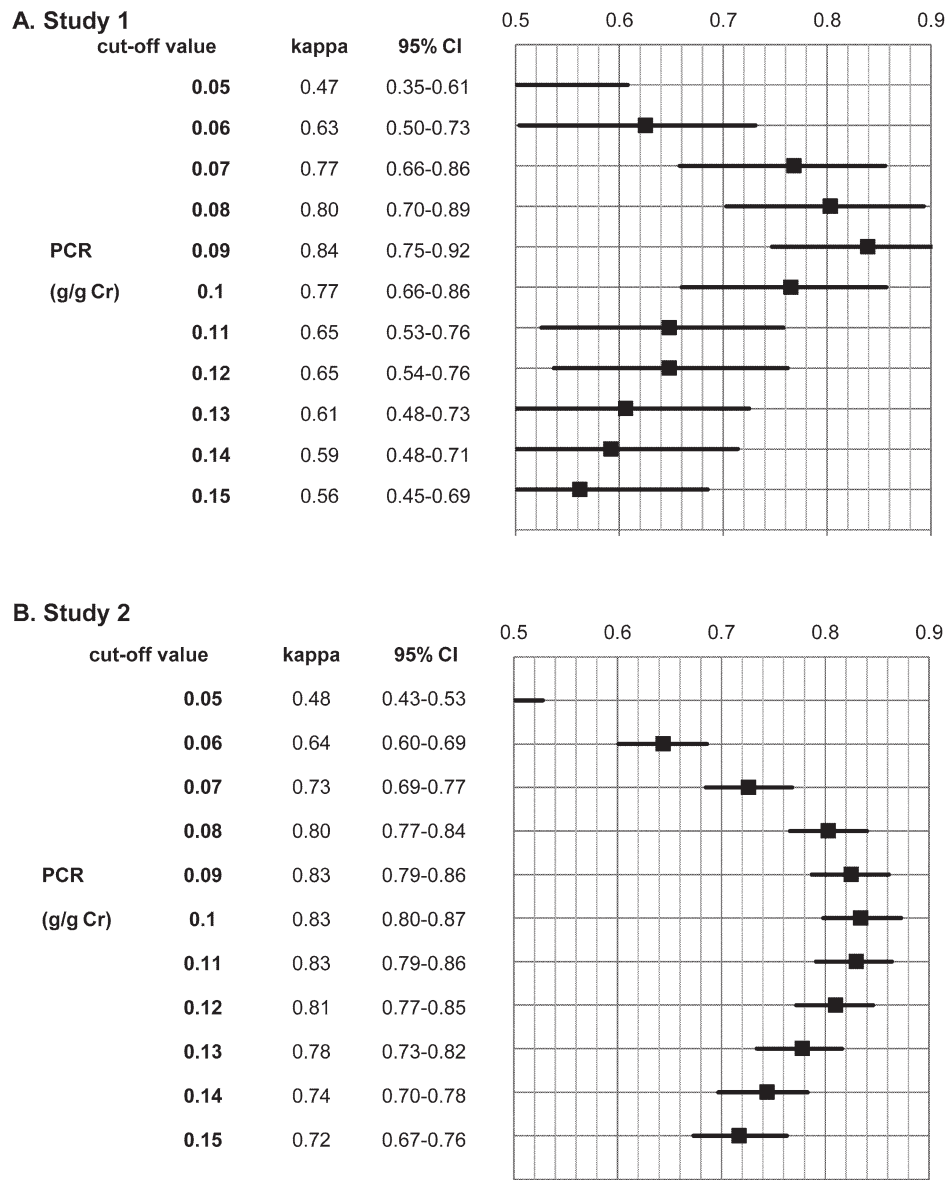 A. Study 1
0.5 0.6 0.7 0.8 0.9
cut-off value kappa 95% CI
0.05 0.47 0.35-0.61
0.06 0.63 0.50-0.73
0.07 0.77 0.66-0.86
0.08 0.80 0.70-0.89
PCR 0.09 0.84 0.75-0.92
(g/g Cr) 0.1 0.77 0.66-0.86
0.11 0.65 0.53-0.76
0.12 0.65 0.54-0.76
0.13 0.61 0.48-0.73
0.14 0.59 0.48-0.71
0.15 0.56 0.45-0.69
B. Study 2
0.5 0.6 0.7 0.8 0.9
cut-off value kappa 95% CI
0.05 0.48 0.43-0.53
0.06 0.64 0.60-0.69
0.07 0.73 0.69-0.77
0.08 0.80 0.77-0.84
PCR 0.09 0.83 0.79-0.86
(g/g Cr) 0.1 0.83 0.80-0.87
0.11 0.83 0.79-0.86
0.12 0.81 0.77-0.85
0.13 0.78 0.73-0.82
0.14 0.74 0.70-0.78
0.15 0.72 0.67-0.76